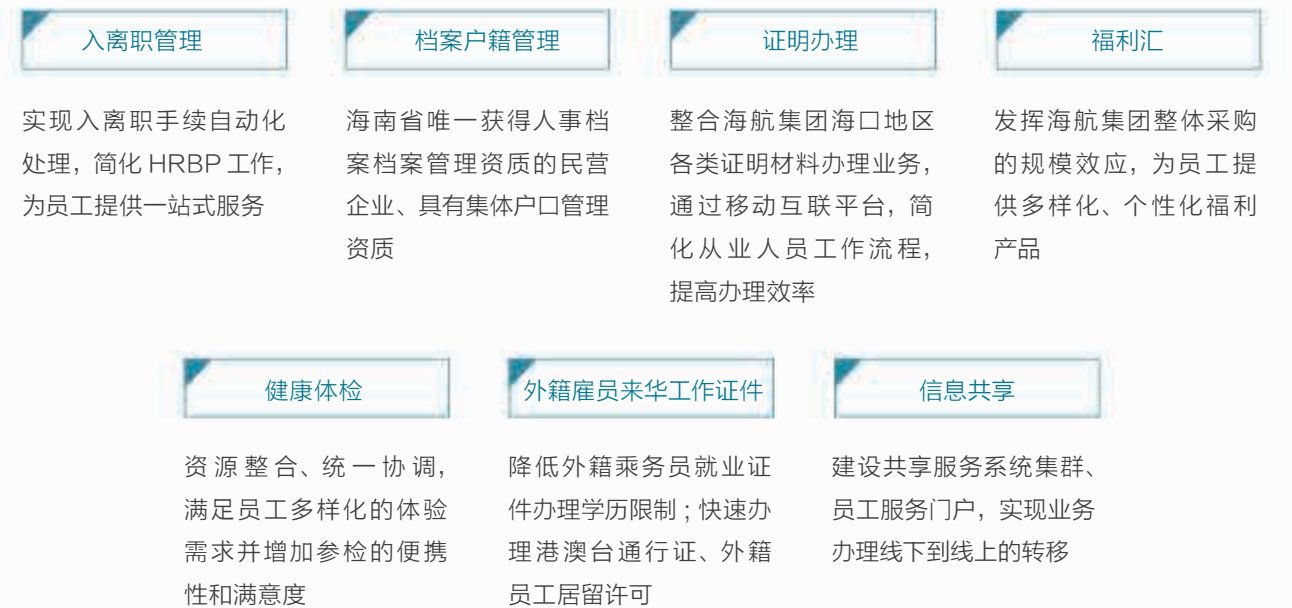 入离职管理
实现入离职手续自动化
处理，简化 HRBP 工作，
为员工提供一站式服务
档案户籍管理
海南省唯一获得人事档
案档案管理资质的民营
企业、具有集体户口管理
资质
证明办理
整合海航集团海口地区
各类证明材料办理业务，
通过移动互联平台，简
化从业人员工作流程，
提高办理效率
福利汇
发挥海航集团整体采购
的规模效应，为员工提
供多样化、个性化福利
产品
健康体检
资源整合、统一协调，
满足员工多样化的体验
需求并增加参检的便携
性和满意度
外籍雇员来华工作证件
降低外籍乘务员就业证
件办理学历限制；快速办
理港澳台通行证、外籍
员工居留许可
信息共享
建设共享服务系统集群、
员工服务门户，实现业务
办理线下到线上的转移